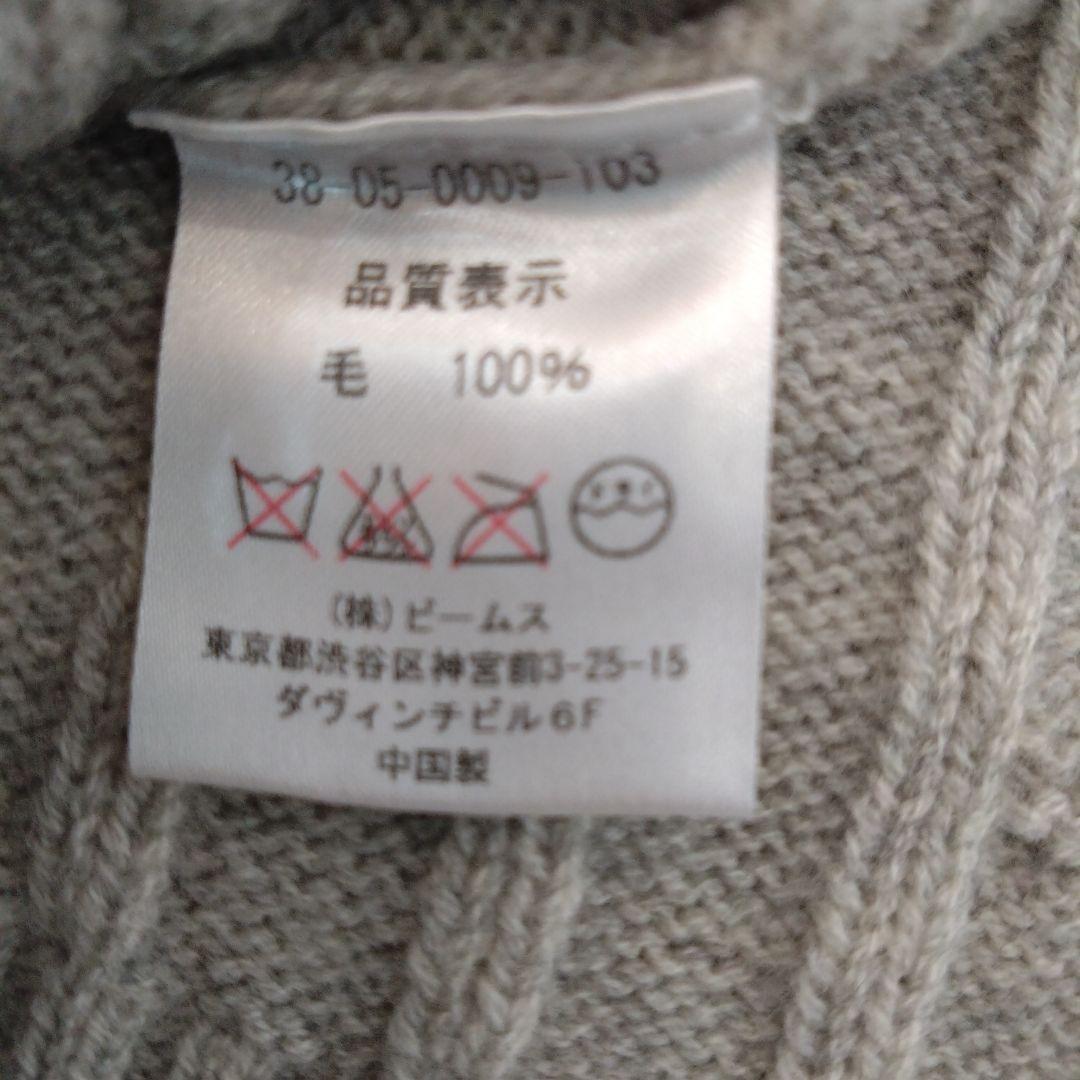 38-05-0009-103
品質表示
毛 100%
(株)ビームス
東京都渋谷区神宮前3-25-15
ダヴィンチビル6F
中国製